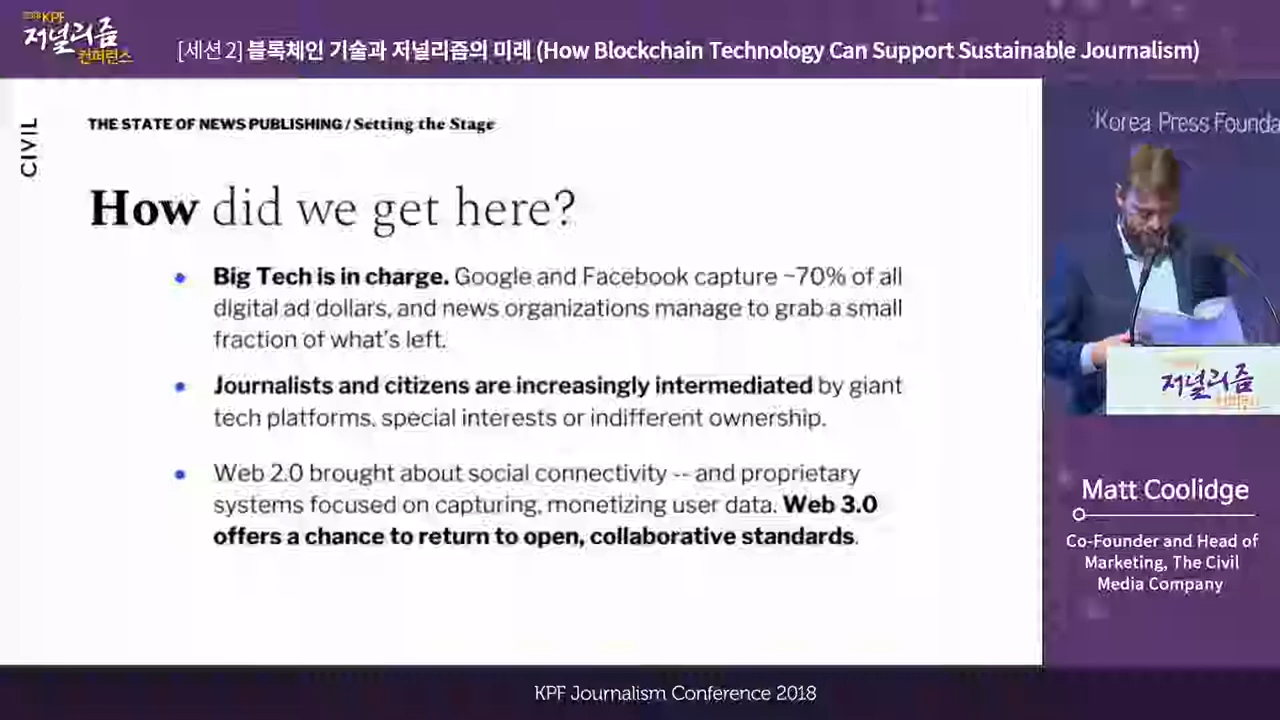 2018 KPF
저널리즘
컨퍼런스
[세션 2] 블록체인 기술과 저널리즘의 미래 (How Blockchain Technology Can Support Sustainable Journalism)
CIVIL
THE STATE OF NEWS PUBLISHING / Setting the Stage
How did we get here?
Big Tech is in charge. Google and Facebook capture ~70% of all
digital ad dollars, and news organizations manage to grab a small
fraction of what's left.
Journalists and citizens are increasingly intermediated by giant
tech platforms, special interests or indifferent ownership.
Web 2.0 brought about social connectivity -- and proprietary
systems focused on capturing, monetizing user data. Web 3.0
offers a chance to return to open, collaborative standards.
Korea Press Founda
저널리즘
컨퍼런스
Matt Coolidge
Co-Founder and Head of
Marketing, The Civil
Media Company
KPF Journalism Conference 2018